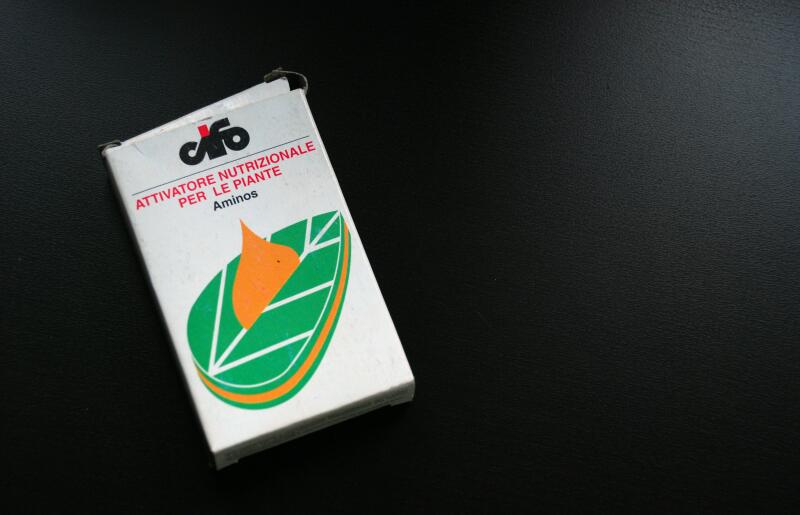 cifo
ATTIVATORE NUTRIZIONALE
PER LE PIANTE
Aminos